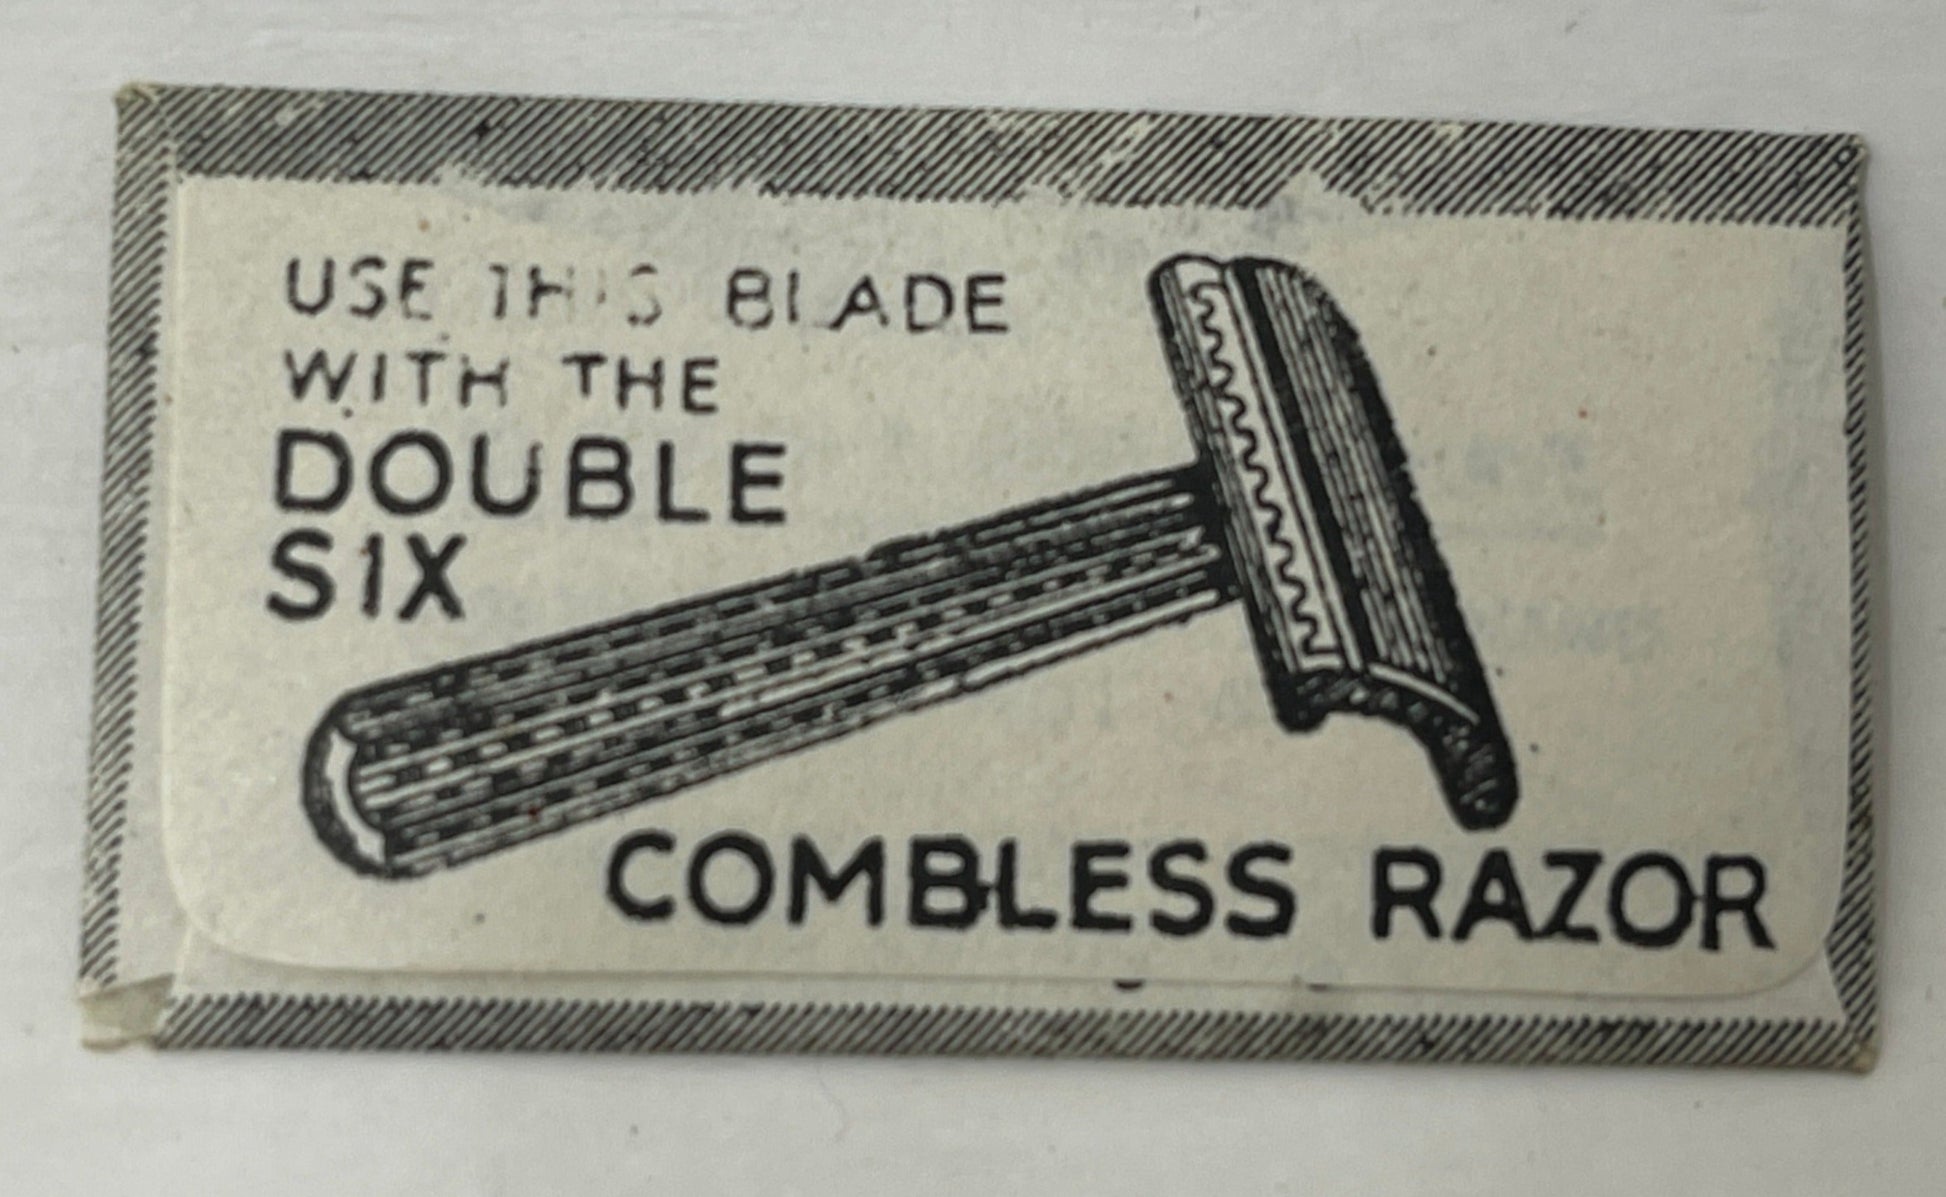 USE THIS BLADE
WITH THE
DOUBLE
SIX
COMBLESS RAZOR